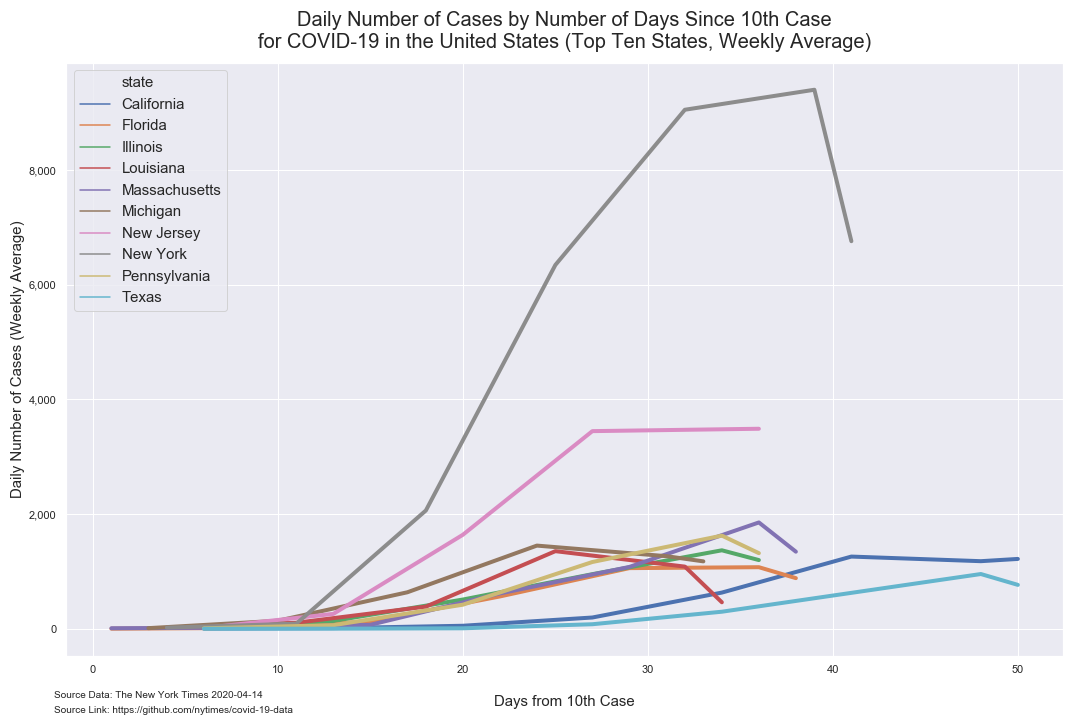 Daily Number of Cases by Number of Days Since 10th Case
for COVID-19 in the United States (Top Ten States, Weekly Average)
state
California
Florida
Illinois
Louisiana
Massachusetts
Michigan
New Jersey
New York
Pennsylvania
Texas
Daily Number of Cases (Weekly Average)
8,000
6,000
4,000
2,000
0
0
10
20
30
40
50
Days from 10th Case
Source Data: The New York Times 2020-04-14
Source Link: https://github.com/nytimes/covid-19-data